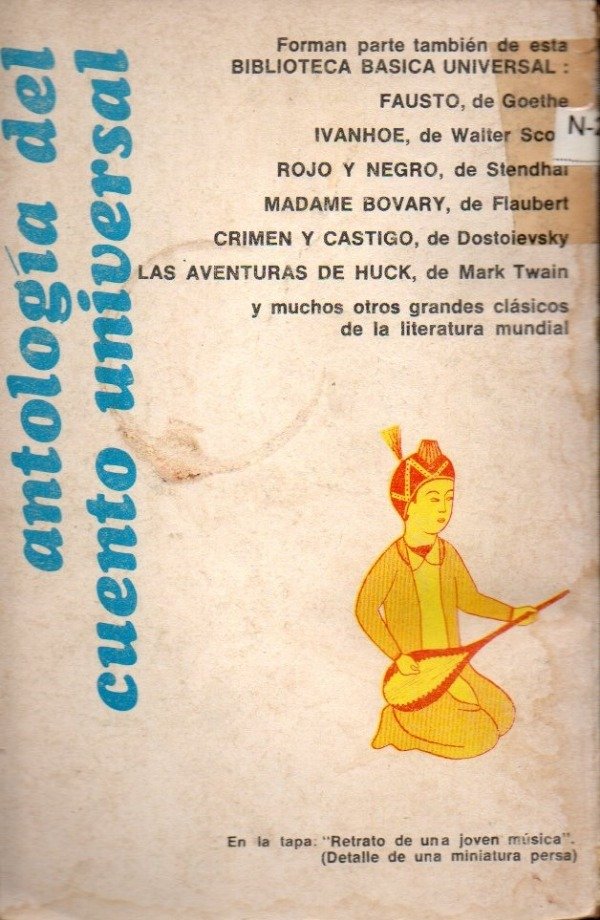 antología del
cuento universal
Forman parte también de esta
BIBLIOTECA BASICA UNIVERSAL :
FAUSTO, de Goethe
IVANHOE, de Walter Sco
N-2
ROJO Y NEGRO, de Stendhal
MADAME BOVARY, de Flaubert
CRIMEN Y CASTIGO, de Dostoievsky
LAS AVENTURAS DE HUCK, de Mark Twain
y muchos otros grandes clásicos
de la literatura mundial
En la tapa: "Retrato de una joven música".
(Detalle de una miniatura persa)